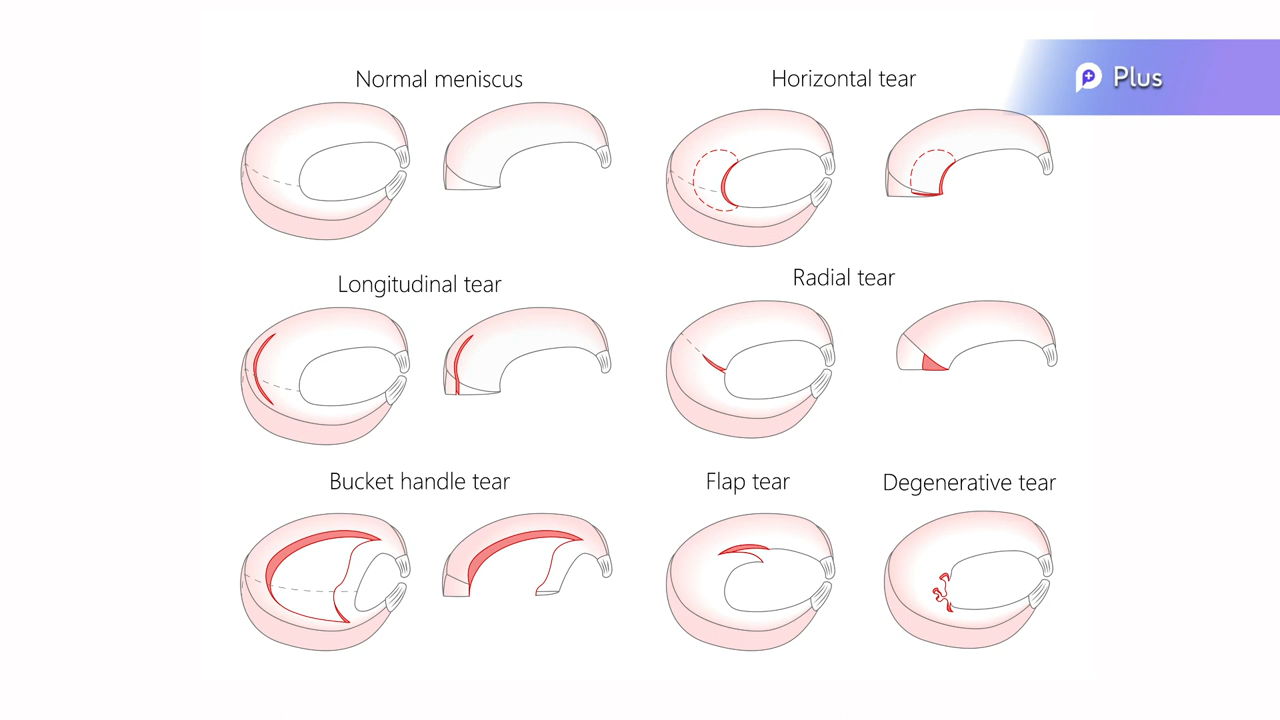 Normal meniscus
Horizontal tear
Plus
Longitudinal tear
Radial tear
Bucket handle tear
Flap tear
Degenerative tear